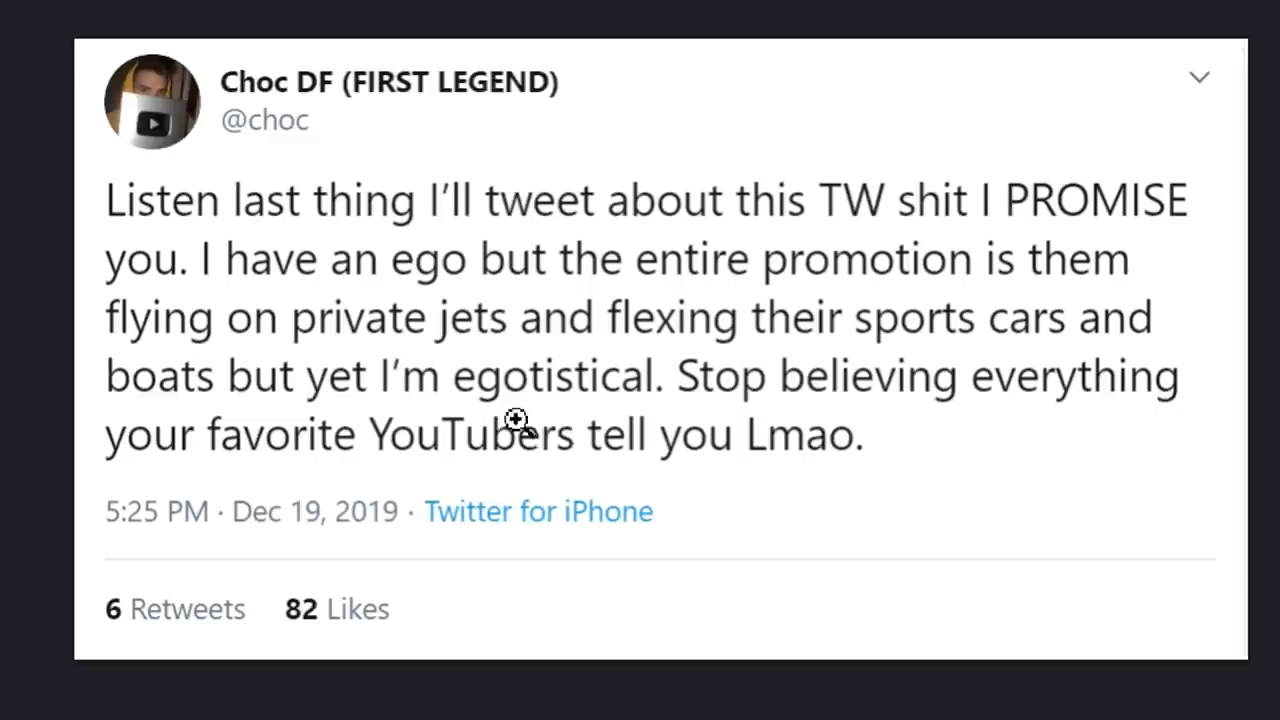 Choc DF (FIRST LEGEND)
@choc
Listen last thing I’ll tweet about this TW shit I PROMISE
you. I have an ego but the entire promotion is them
flying on private jets and flexing their sports cars and
boats but yet I’m egotistical. Stop believing everything
your favorite YouTubers tell you Lmao.
5:25 PM · Dec 19, 2019 · Twitter for iPhone
6 Retweets 82 Likes